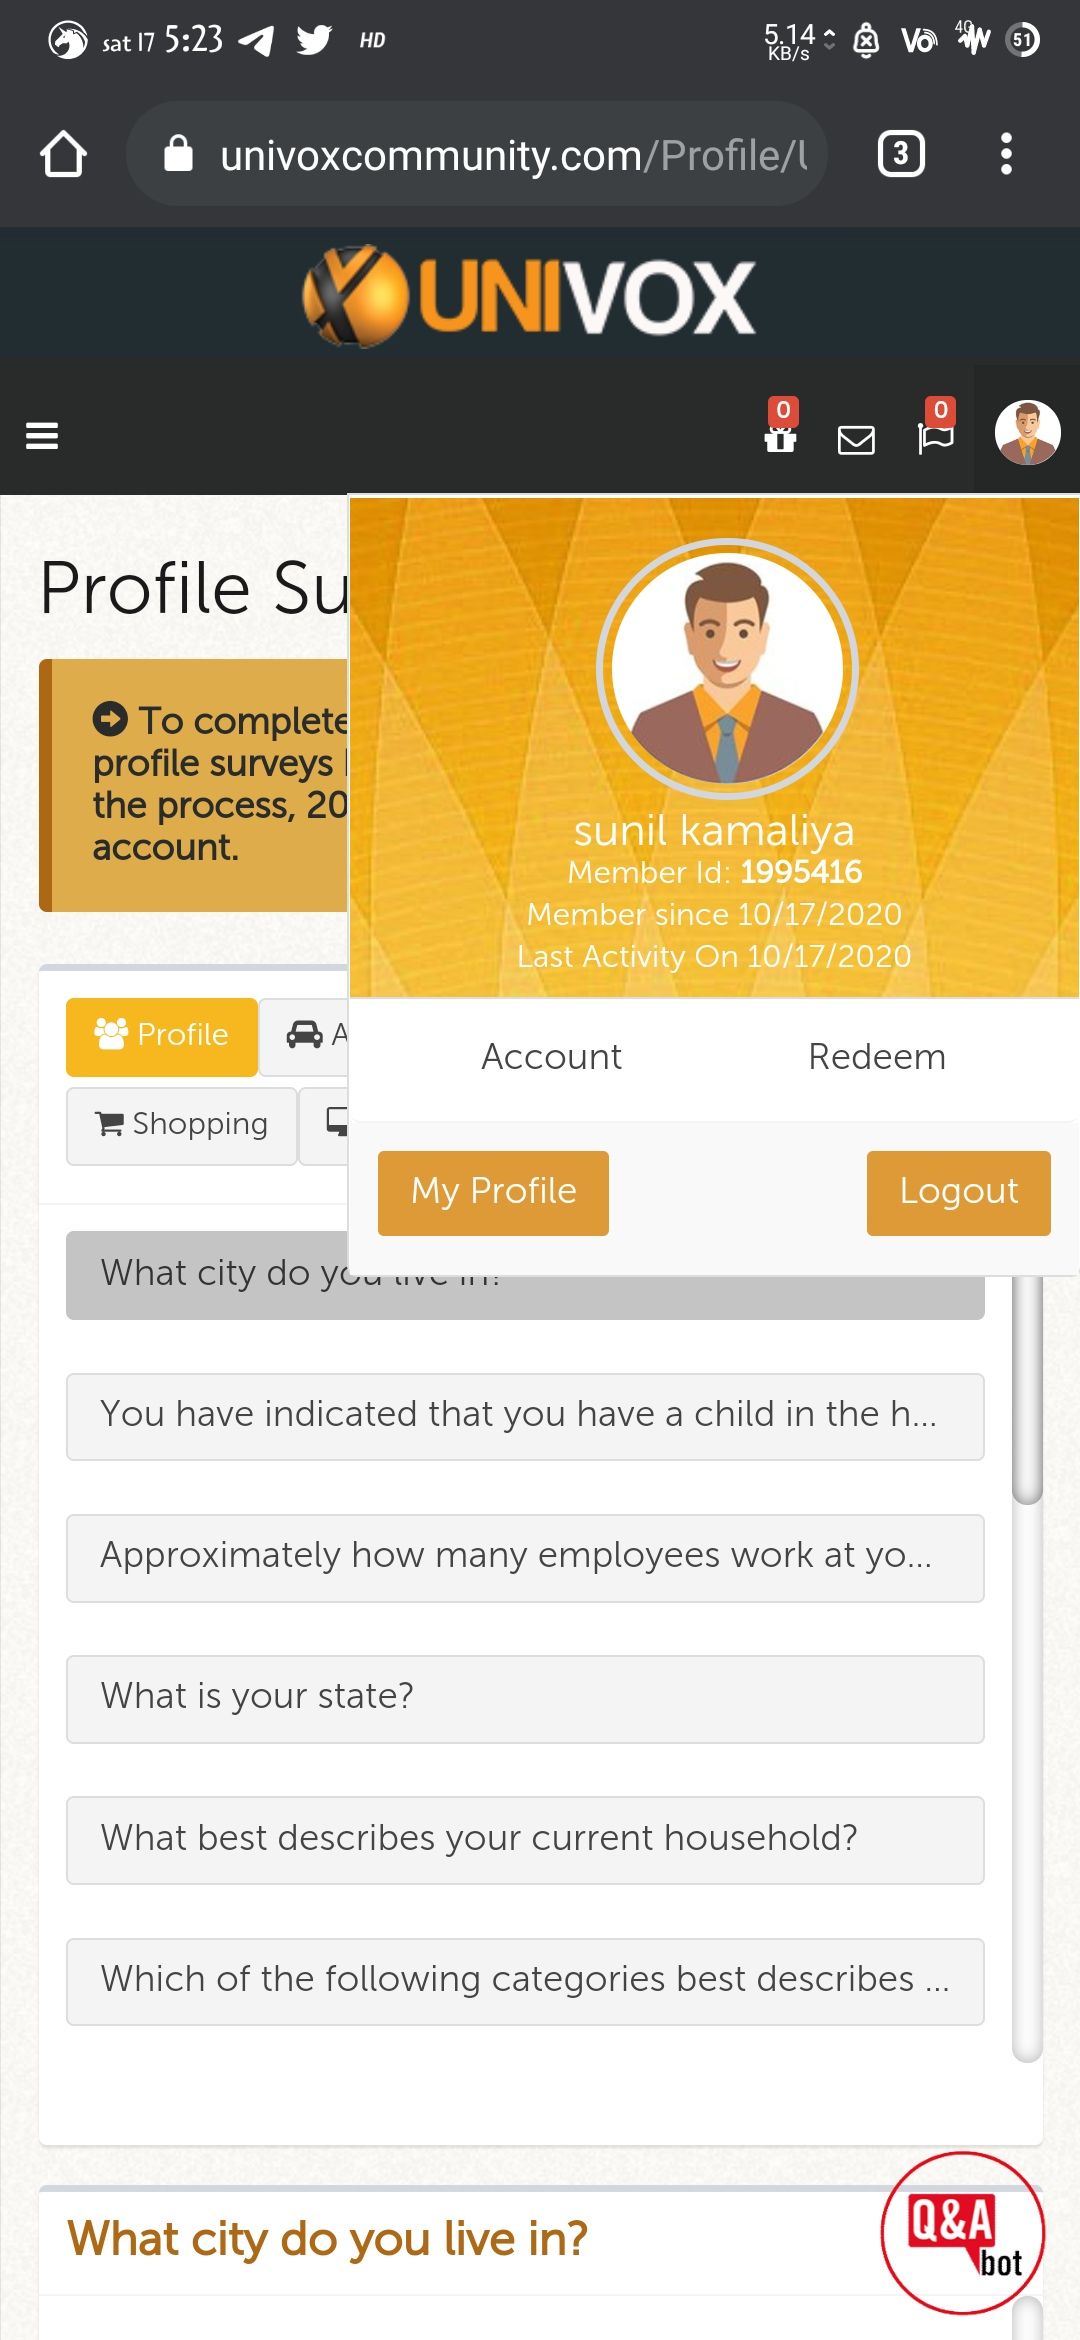 sat 17 5:23 HD 5.14 KB/s Vo 4G 51
univoxcommunity.com/Profile/U 3
UNIVOX
0 0
Profile Su
To complete
profile surveys
the process, 20
account.
sunil kamaliya
Member Id: 1995416
Member since 10/17/2020
Last Activity On 10/17/2020
Account Redeem
My Profile Logout
Profile A
Shopping
What city do you live in?
You have indicated that you have a child in the h...
Approximately how many employees work at yo...
What is your state?
What best describes your current household?
Which of the following categories best describes ...
What city do you live in?
Q&A
bot